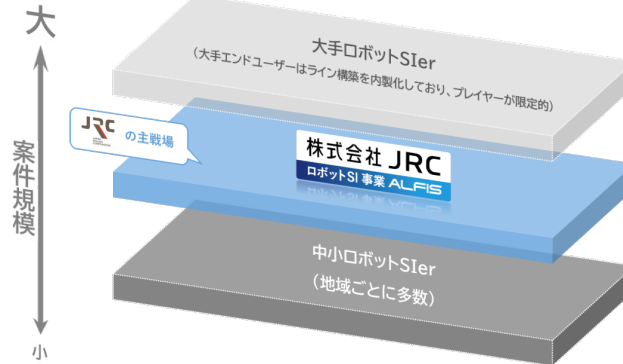 大
大手ロボットSIer
(大手エンドユーザーはライン構築を内製化しており、プレイヤーが限定的)
JRC の主戦場
株式会社 JRC
ロボットSI事業 ALFIS
案件規模
中小ロボットSIer
(地域ごとに多数)
小